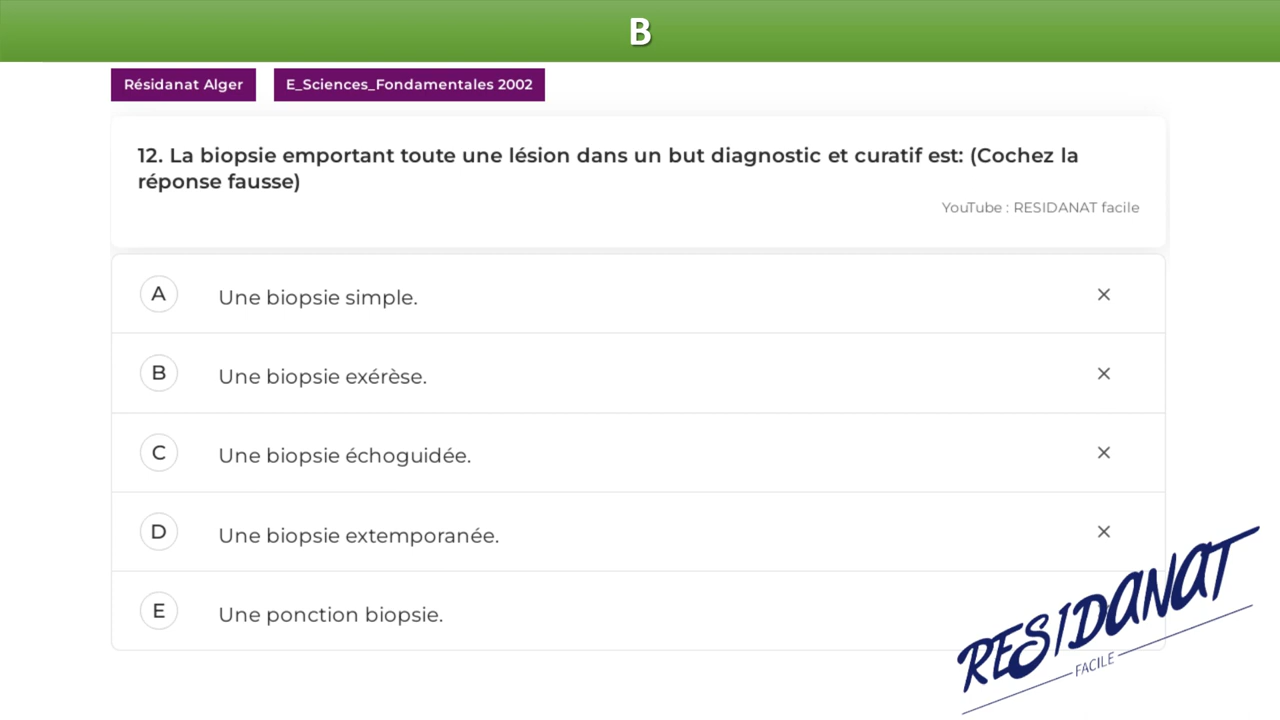 B
Résidanat Alger
E_Sciences_Fondamentales 2002
12. La biopsie emportant toute une lésion dans un but diagnostic et curatif est: (Cochez la
réponse fausse)
YouTube : RESIDANAT facile
A Une biopsie simple. ×
B Une biopsie exérèse. ×
C Une biopsie échoguidée. ×
D Une biopsie extemporanée. ×
E Une ponction biopsie.
RESIDANAT
FACILE